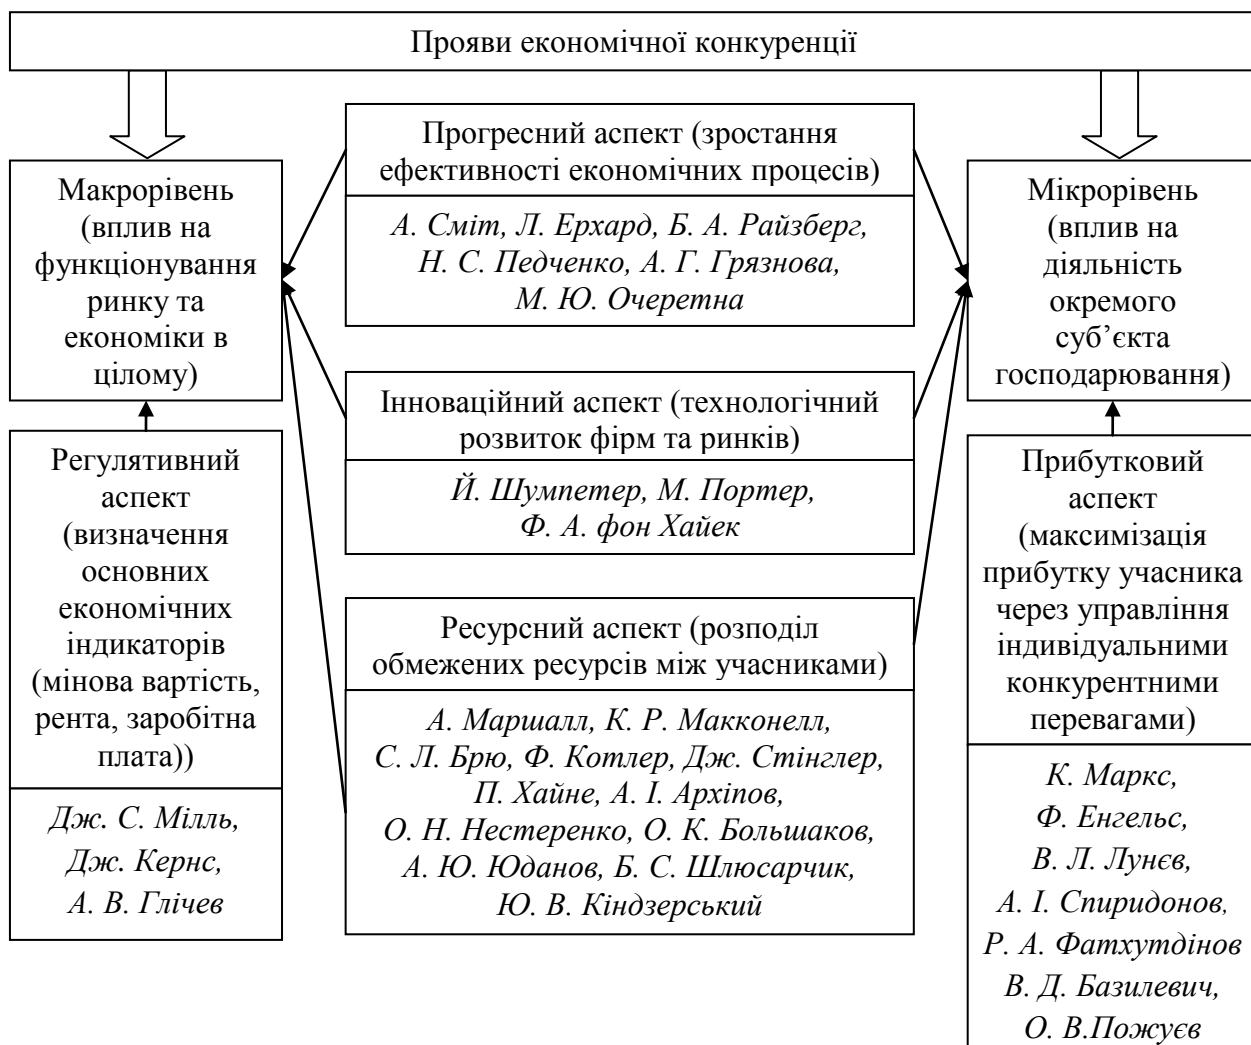 Прояви економічної конкуренції
Макрорівень
(вплив на
функціонування
ринку та
економіки в
цілому)
Регулятивний
аспект
(визначення
основних
економічних
індикаторів
(мінова вартість,
рента, заробітна
плата))
Дж. С. Мілль,
Дж. Кернс,
А. В. Глічев
Прогресний аспект (зростання
ефективності економічних процесів)
А. Сміт, Л. Ерхард, Б. А. Райзберг,
Н. С. Педченко, А. Г. Грязнова,
М. Ю. Очеретна
Інноваційний аспект (технологічний
розвиток фірм та ринків)
Й. Шумпетер, М. Портер,
Ф. А. фон Хайек
Ресурсний аспект (розподіл
обмежених ресурсів між учасниками)
А. Маршалл, К. Р. Макконелл,
С. Л. Брю, Ф. Котлер, Дж. Стінглер,
П. Хайне, А. І. Архіпов,
О. Н. Нестеренко, О. К. Большаков,
А. Ю. Юданов, Б. С. Шлюсарчик,
Ю. В. Кіндзерський
Мікрорівень
(вплив на
діяльність
окремого
суб’єкта
господарювання)
Прибутковий
аспект
(максимізація
прибутку учасника
через управління
індивідуальними
конкурентними
перевагами)
К. Маркс,
Ф. Енгельс,
В. Л. Лунєв,
А. І. Спиридонов,
Р. А. Фатхутдінов
В. Д. Базилевич,
О. В.Пожуєв